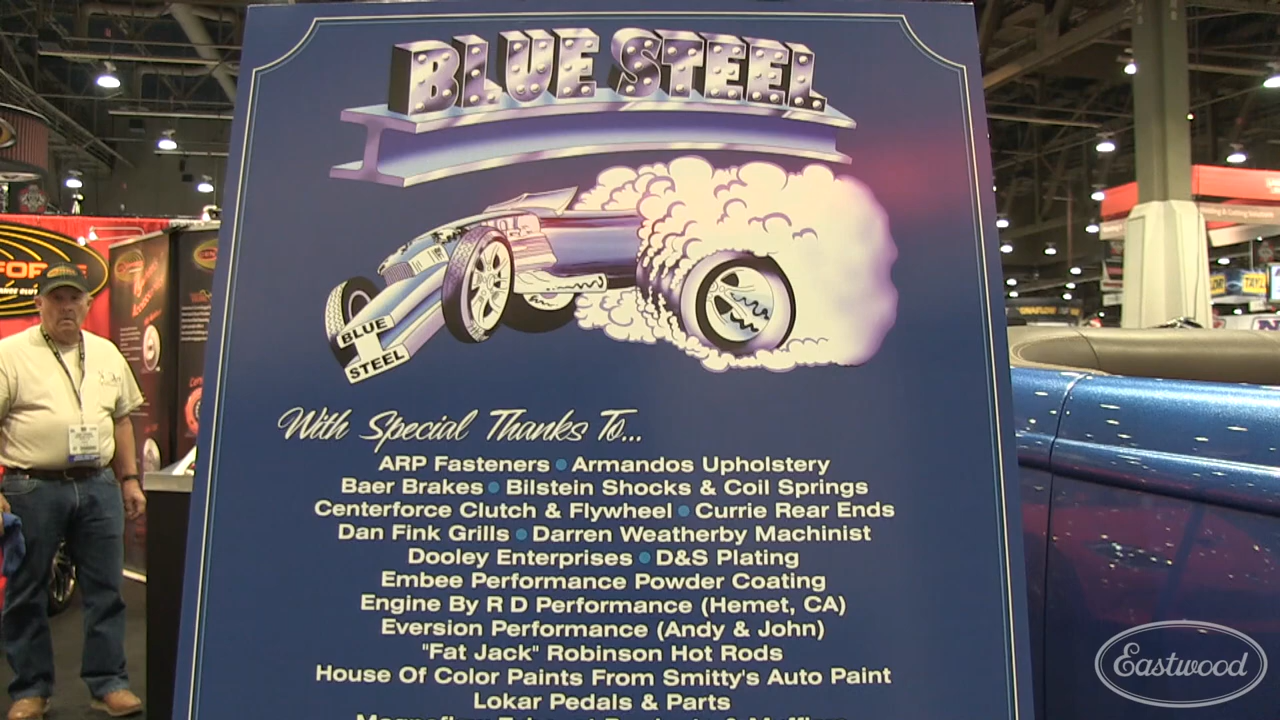 BLUE STEEL
BLUE
STEEL
With Special Thanks To...
ARP Fasteners • Armandos Upholstery
Baer Brakes • Bilstein Shocks & Coil Springs
Centerforce Clutch & Flywheel • Currie Rear Ends
Dan Fink Grills • Darren Weatherby Machinist
Dooley Enterprises • D&S Plating
Embee Performance Powder Coating
Engine By R D Performance (Hemet, CA)
Eversion Performance (Andy & John)
"Fat Jack" Robinson Hot Rods
House Of Color Paints From Smitty's Auto Paint
Lokar Pedals & Parts
Eastwood